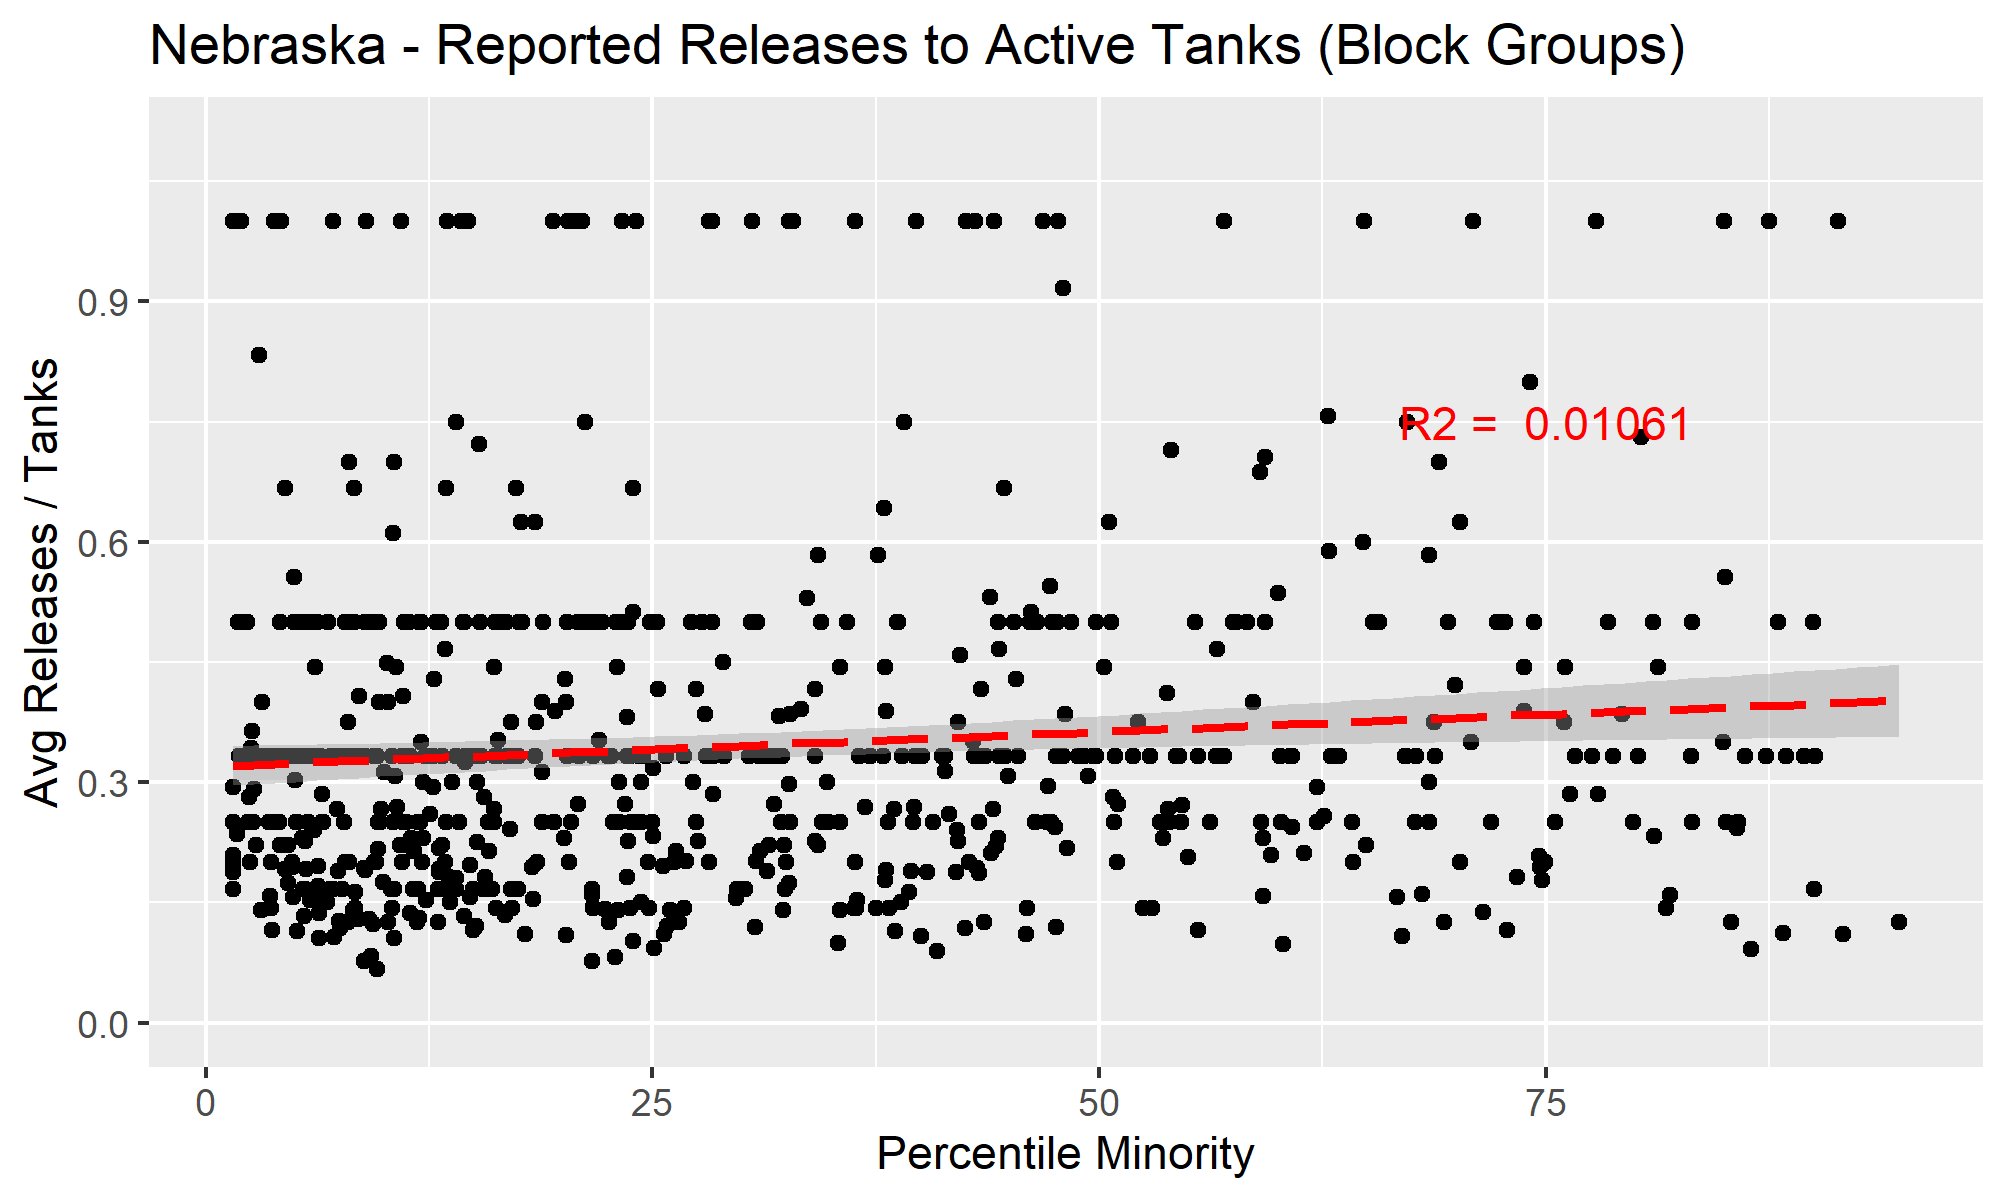 Nebraska - Reported Releases to Active Tanks (Block Groups)
Avg Releases / Tanks
0.9
0.6
0.3
0.0
R2 =  0.01061
0 25 50 75
Percentile Minority